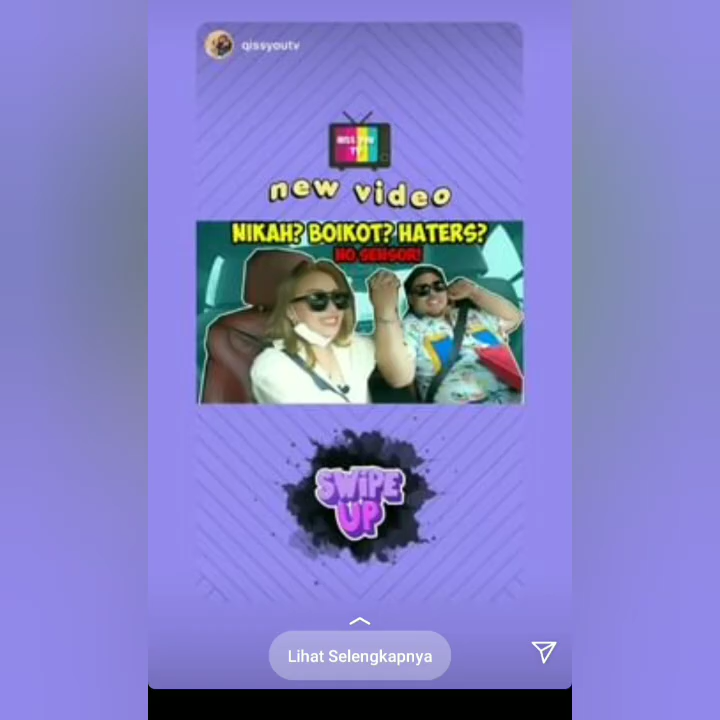 qissyoutv
new video
NIKAH? BOIKOT? HATERS?
NO SENSOR!
SWIPE
UP
Lihat Selengkapnya